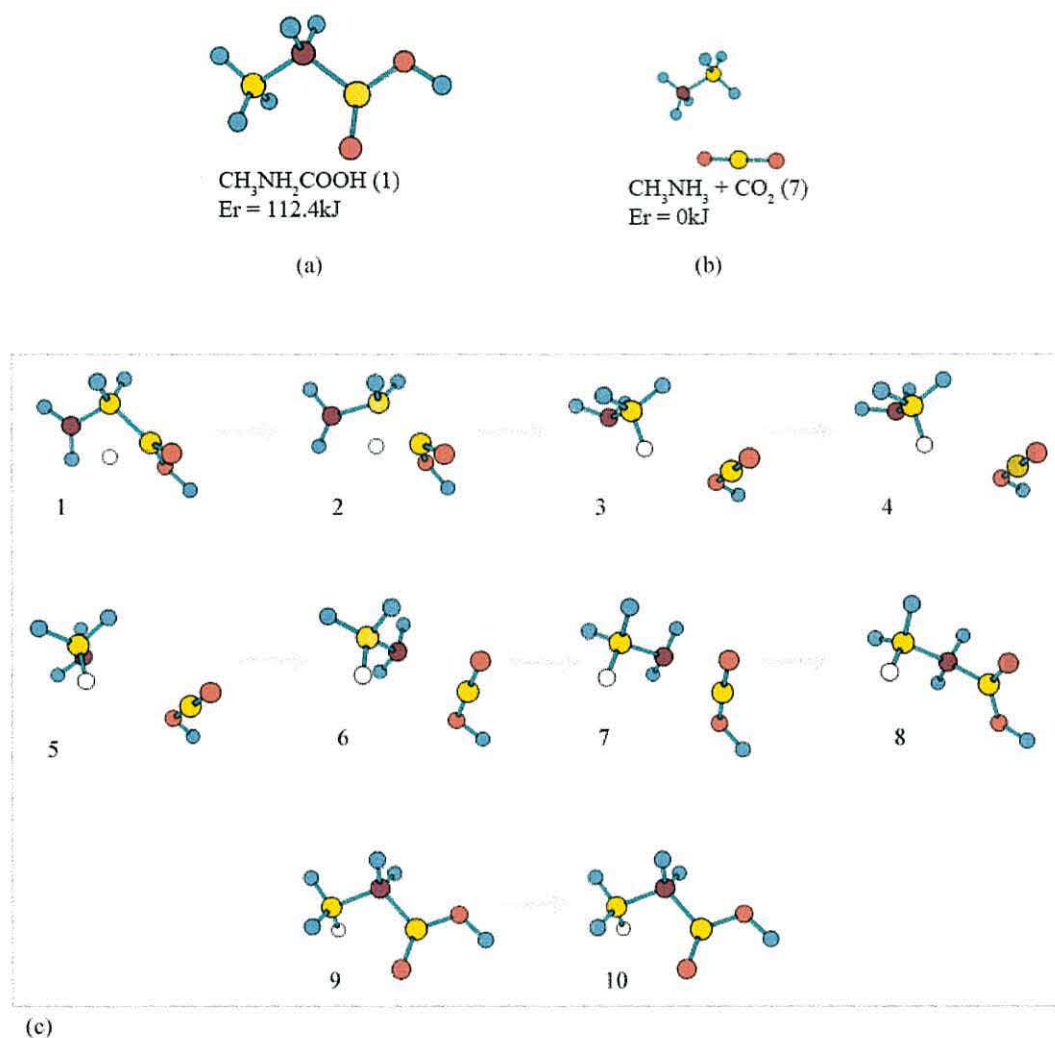 CH₃NH₂COOH (1)
Er = 112.4kJ
(a)
CH₃NH₃ + CO₂ (7)
Er = 0kJ
(b)
1
2
3
4
5
6
7
8
9
10
(c)